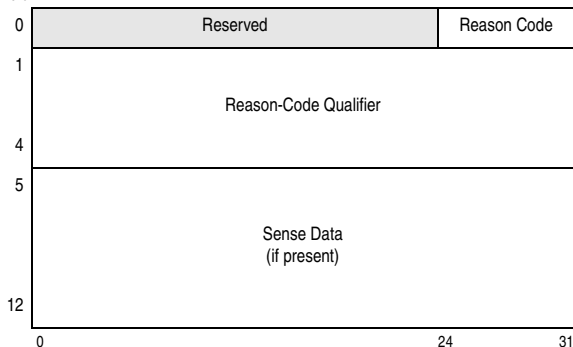 0 Reserved Reason Code
1
Reason-Code Qualifier
4
5
Sense Data
(if present)
12
0 24 31